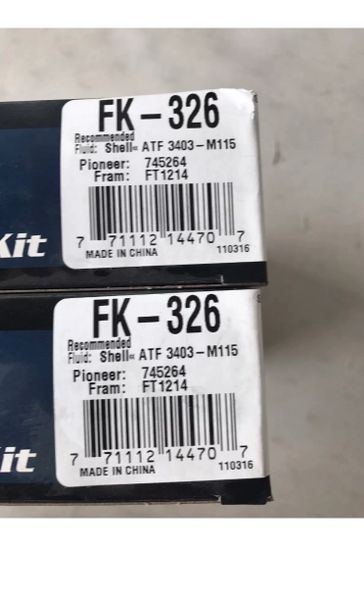 FK-326
Recommended
Fluid: Shell« ATF 3403-M115
Pioneer: 745264
Fram: FT1214
7 71112 14470 7
MADE IN CHINA
110316
Kit
FK-326
Recommended
Fluid: Shell« ATF 3403-M115
Pioneer: 745264
Fram: FT1214
7 71112 14470 7
MADE IN CHINA
110316
it